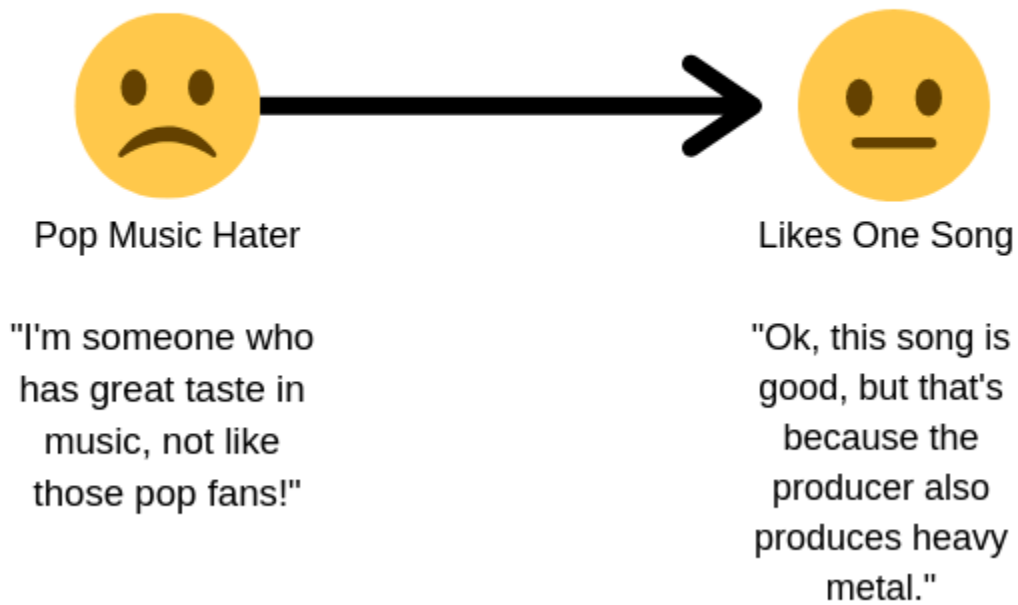 Pop Music Hater
"I'm someone who
has great taste in
music, not like
those pop fans!"
Likes One Song
"Ok, this song is
good, but that's
because the
producer also
produces heavy
metal."